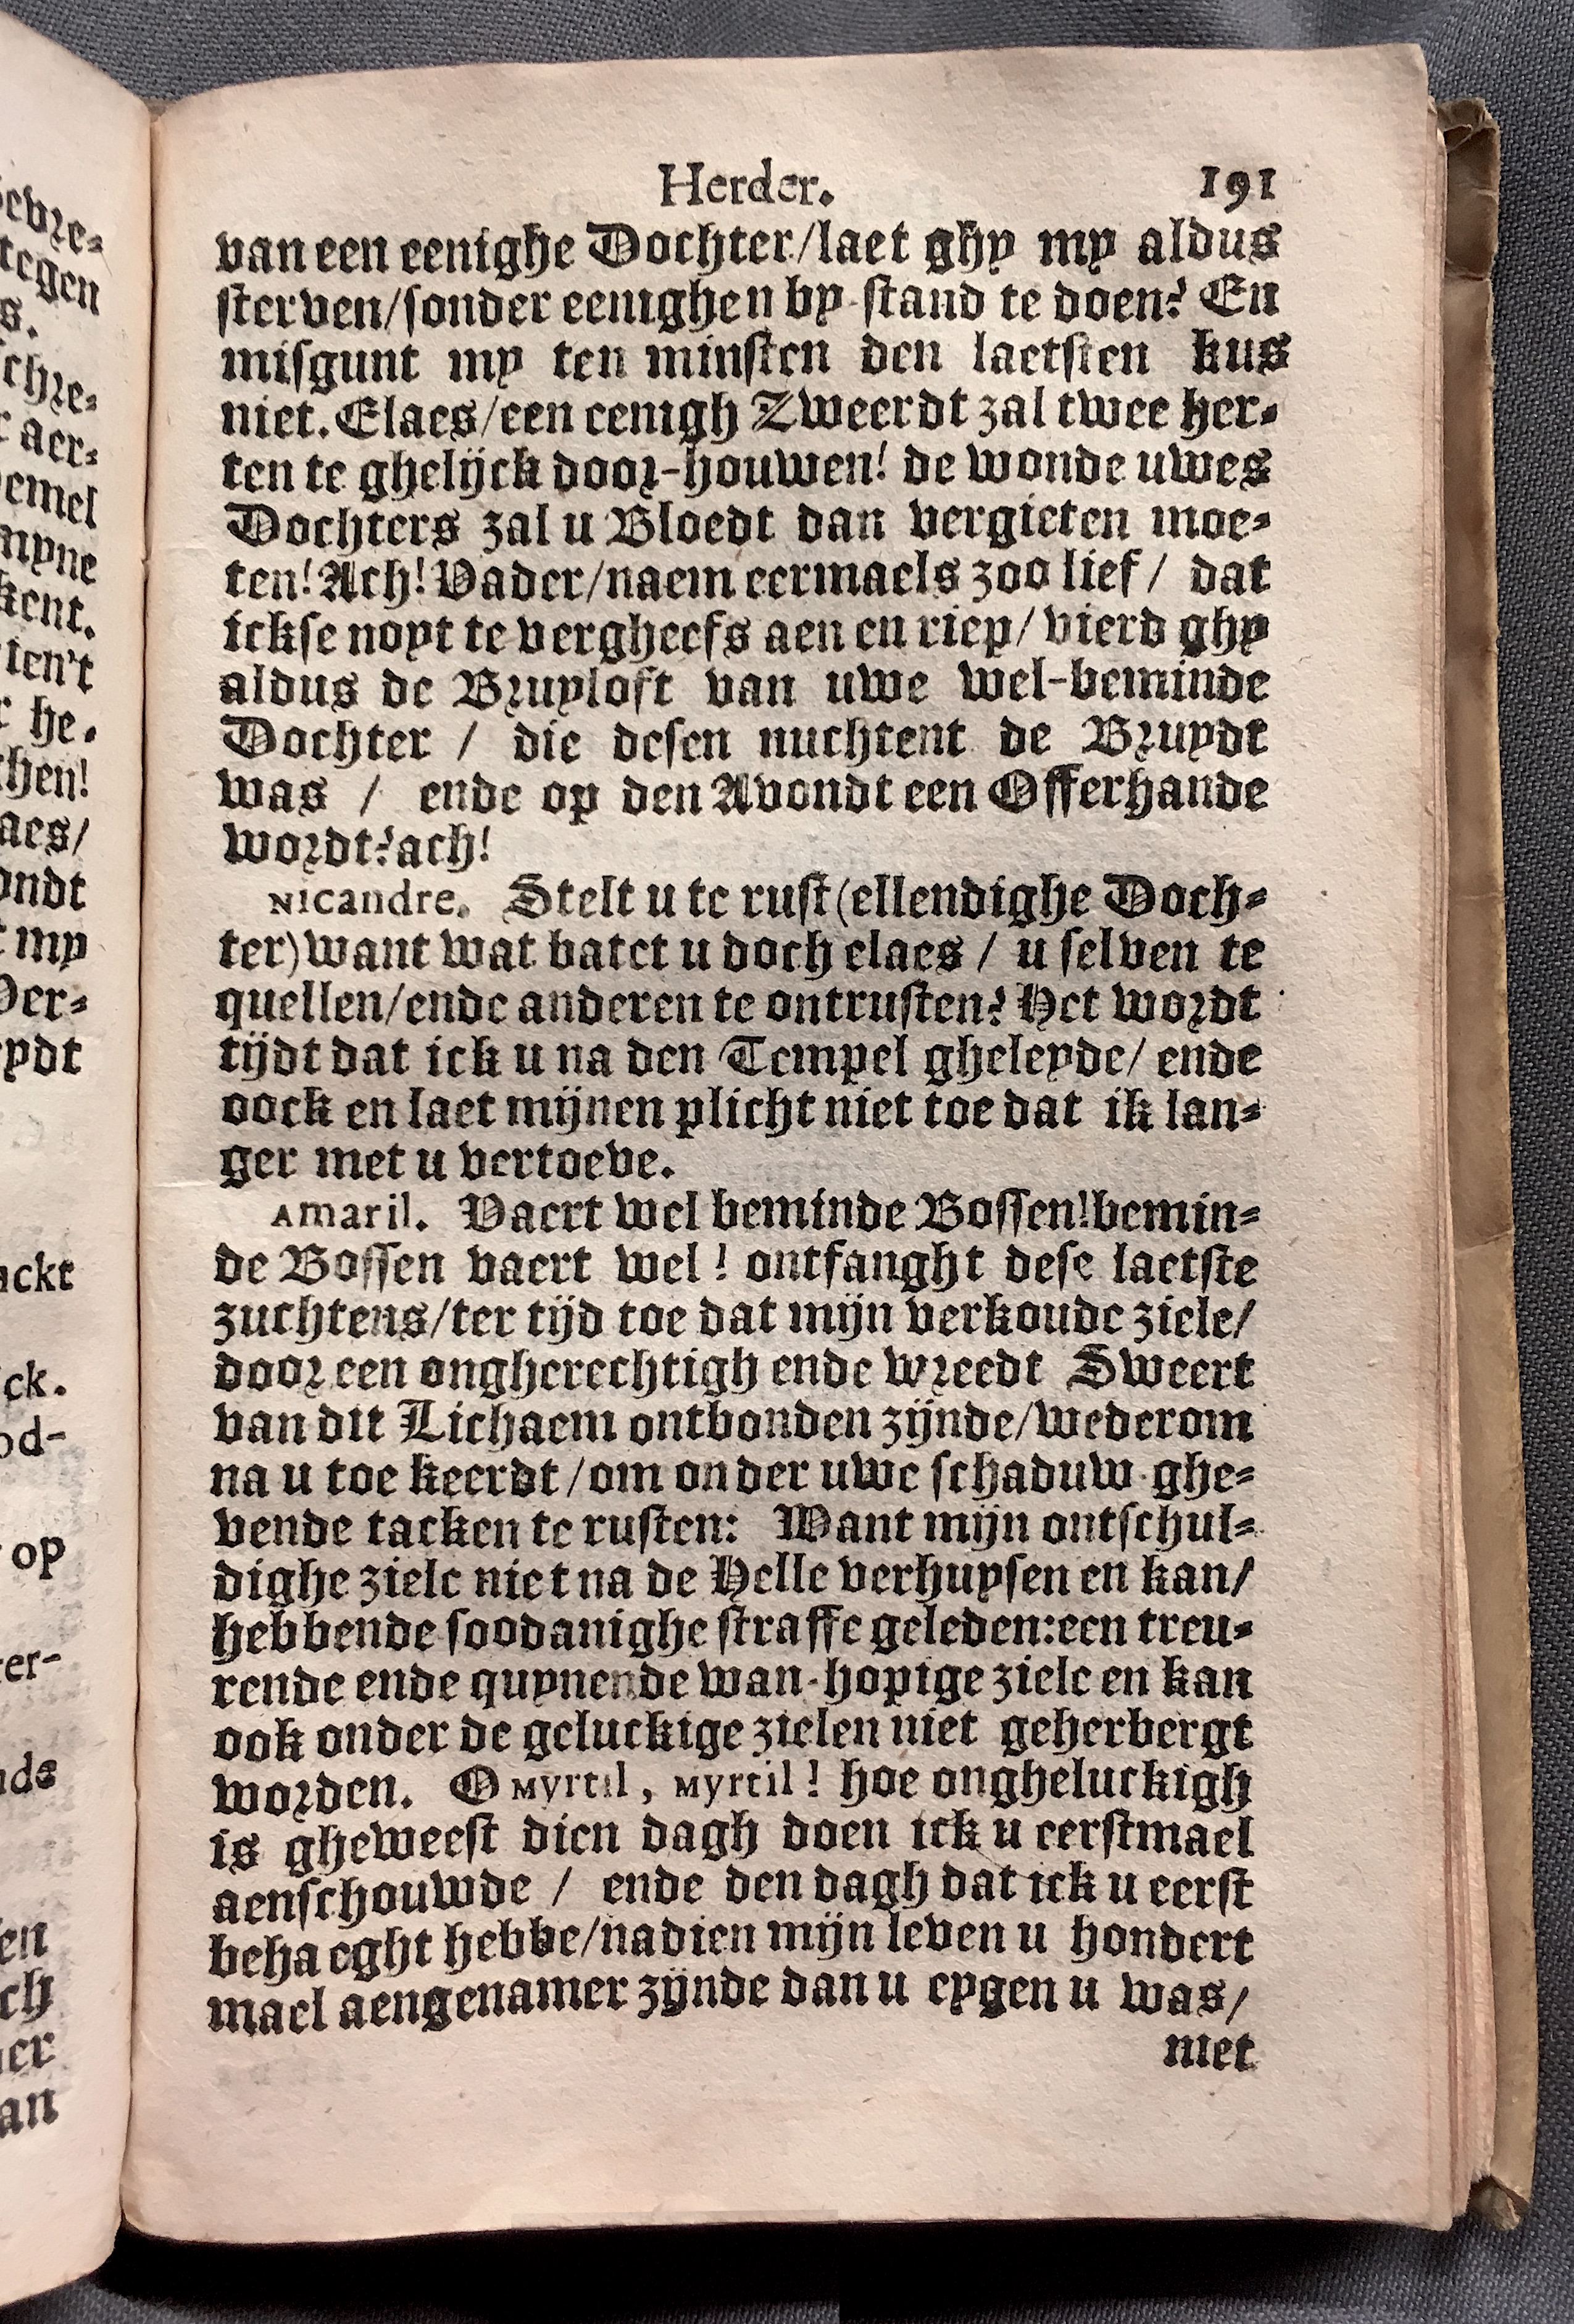 Herder. 191
van een eenighe Dochter/laet ghy my aldus
sterven/sonder eenighen by-stand te doen? En
misgunt my ten minsten den laetsten kus
niet. Elaes/een eenigh Zweerdt zal twee her-
ten te ghelijck door-houwen! de wonde uwes
Dochters zal u Bloedt dan vergieten moe-
ten! Ach! Vader/naem eermaels zoo lief/ dat
ickse noyt te vergheefs aen en riep/ vierd ghy
aldus de Bruyloft van uwe wel-beminde
Dochter / die desen nuchtent de Bruydt
was / ende op den Avondt een Offerhande
wordt? ach!
Nicandre. Stelt u te rust (ellendighe Doch-
ter) want wat batet u doch elaes / u selven te
quellen/ende anderen te ontrusten? Het wordt
tijdt dat ick u na den Tempel gheleyde/ ende
oock en laet mijnen plicht niet toe dat ik lan-
ger met u vertoeve.
Amaril. Vaert wel beminde Bossen! bemin-
de Bossen vaert wel! ontfanght dese laetste
zuchtens/ter tijd toe dat mijn verkoude ziele/
door een ongherechtigh ende wreedt Sweert
van dit Lichaem ontbonden zijnde/wederom
na u toe keerdt/om onder uwe schaduw-ghe-
vende tacken te rusten: Want mijn ontschul-
dighe ziele niet na de Helle verhuysen en kan/
hebbende soodanighe straffe geleden: een treu-
rende ende quynende wan-hopige ziele en kan
ook onder de geluckige zielen niet geherbergt
worden. O Myrtil, Myrtil! hoe ongheluckigh
is gheweest dien dagh doen ick u eerstmael
aenschouwde / ende den dagh dat ick u eerst
behaeght hebbe/nadien mijn leven u hondert
mael aengenamer zijnde dan u eygen u was/
niet